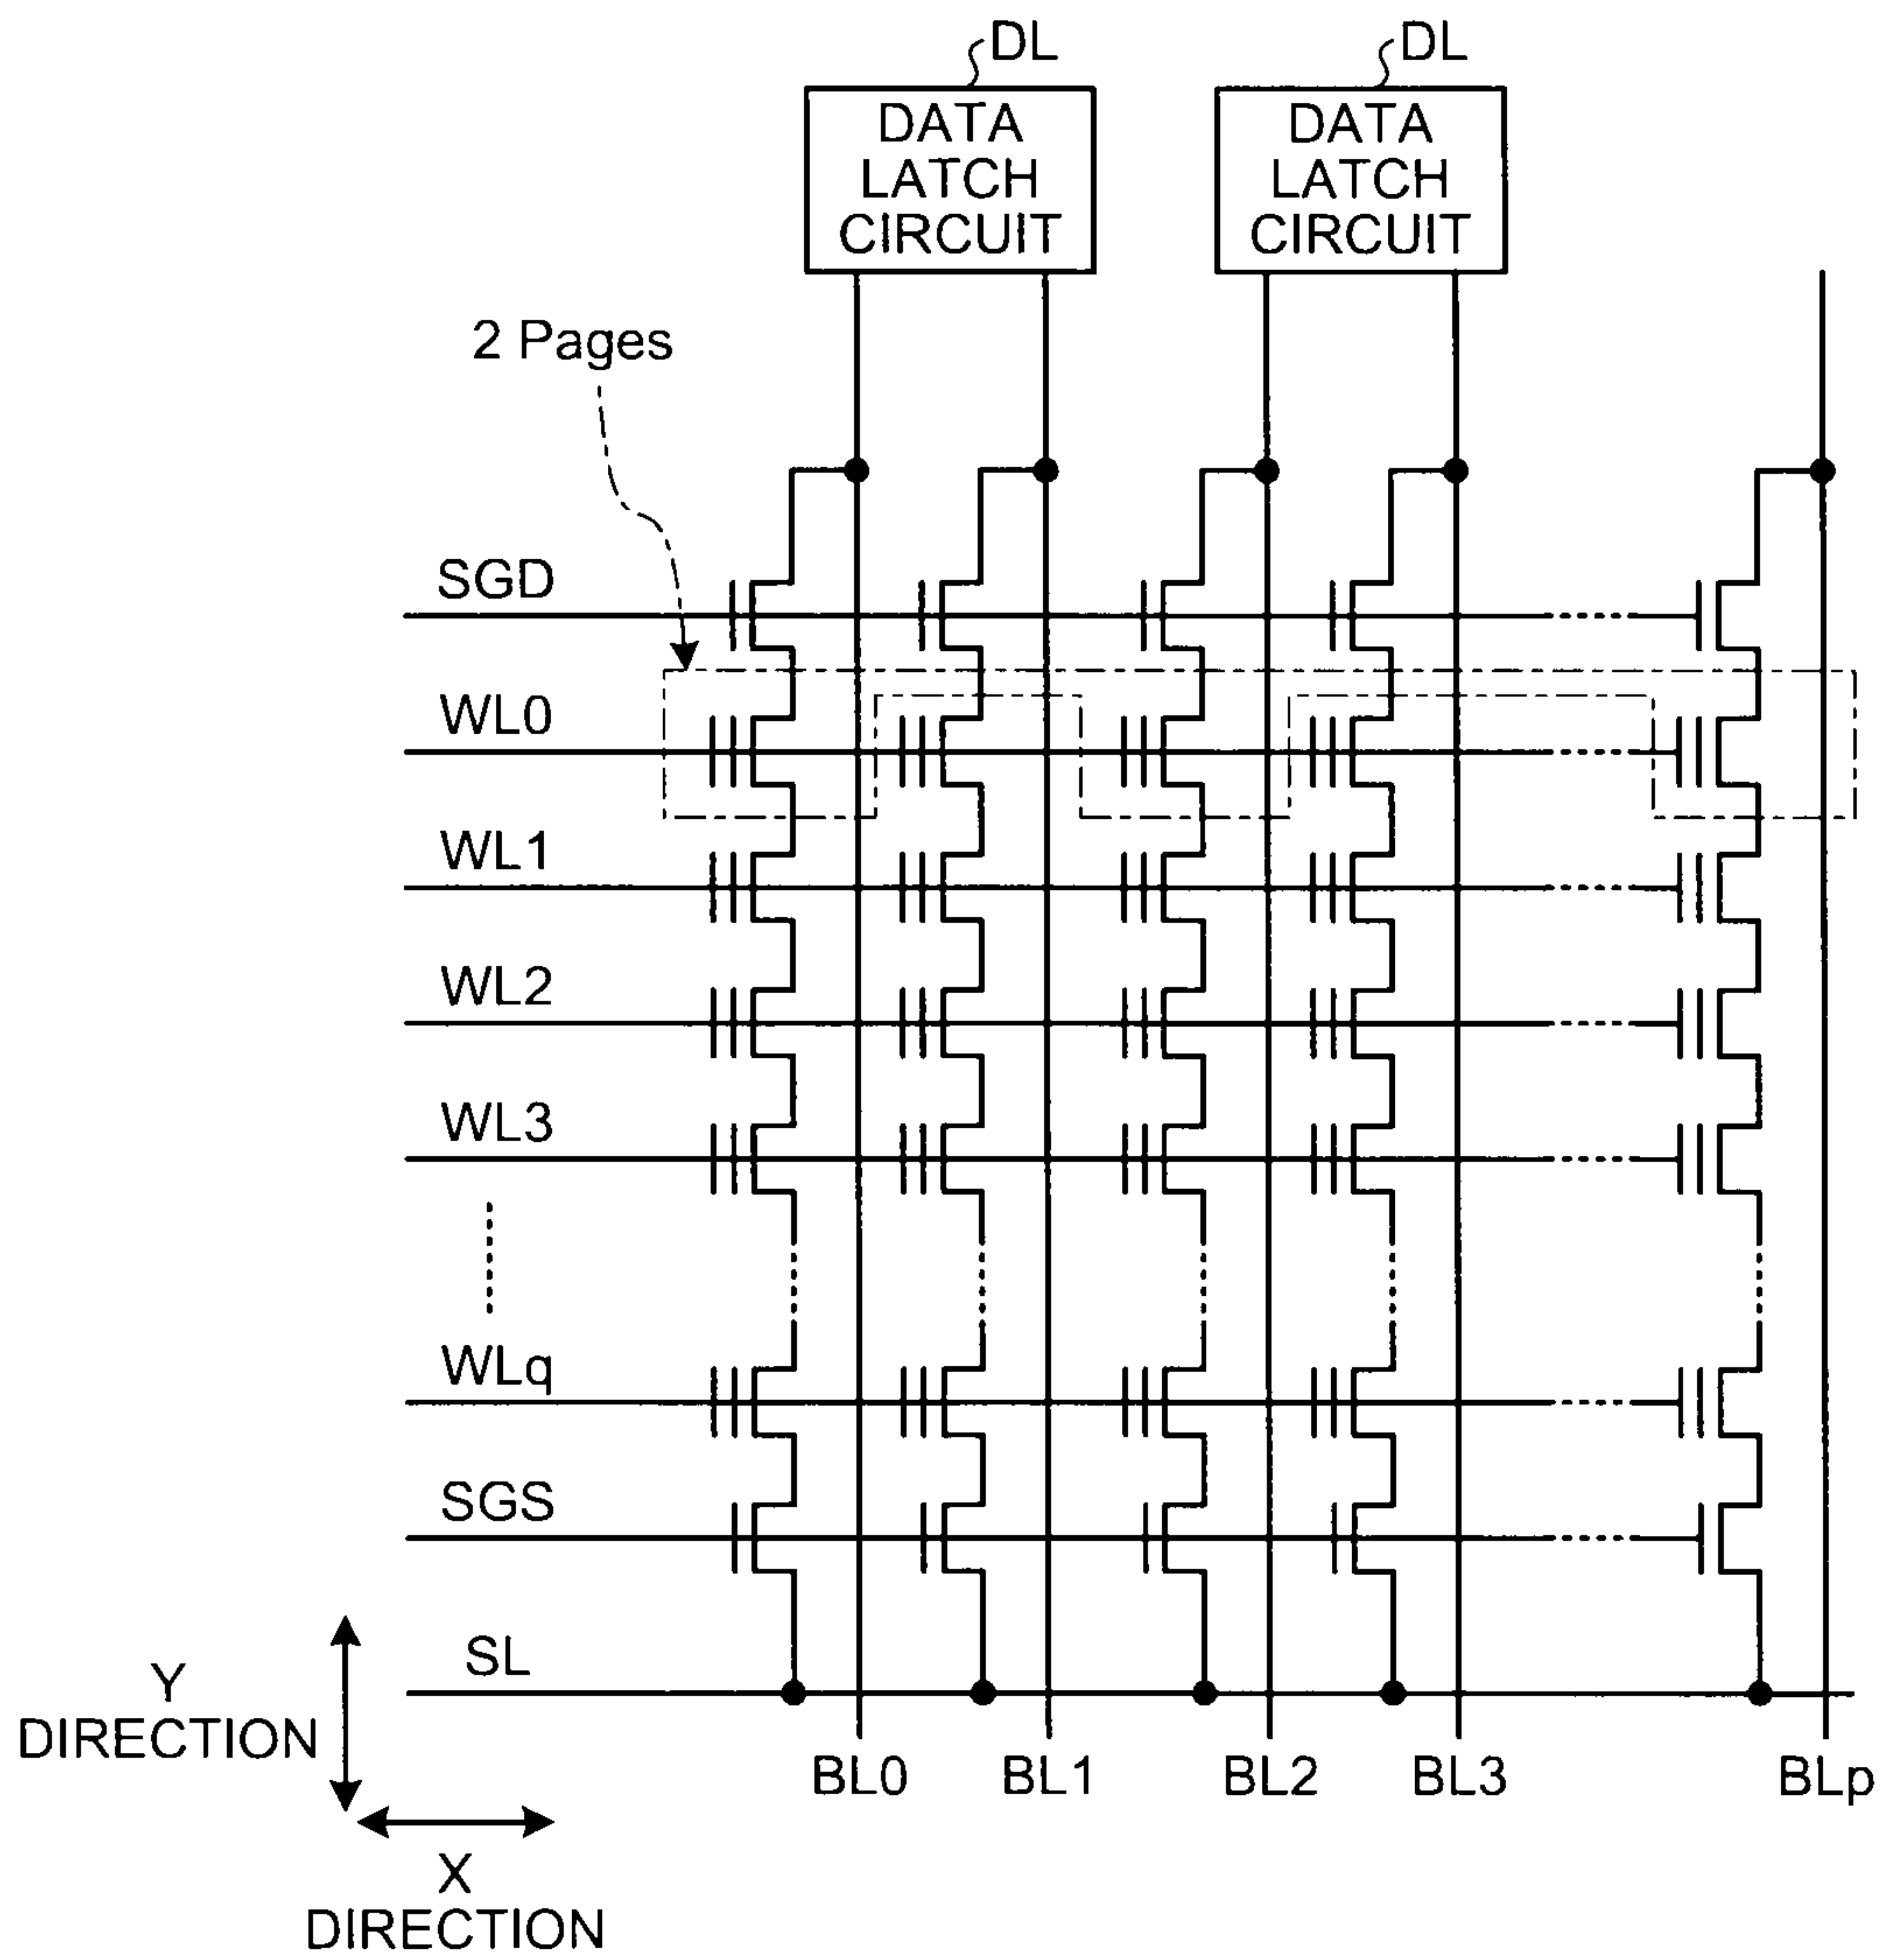 DL
DL
DATA
LATCH
CIRCUIT
DATA
LATCH
CIRCUIT
2 Pages
SGD
WL0
WL1
WL2
WL3
WLq
SGS
SL
Y
DIRECTION
BL0
BL1
BL2
BL3
BLp
X
DIRECTION